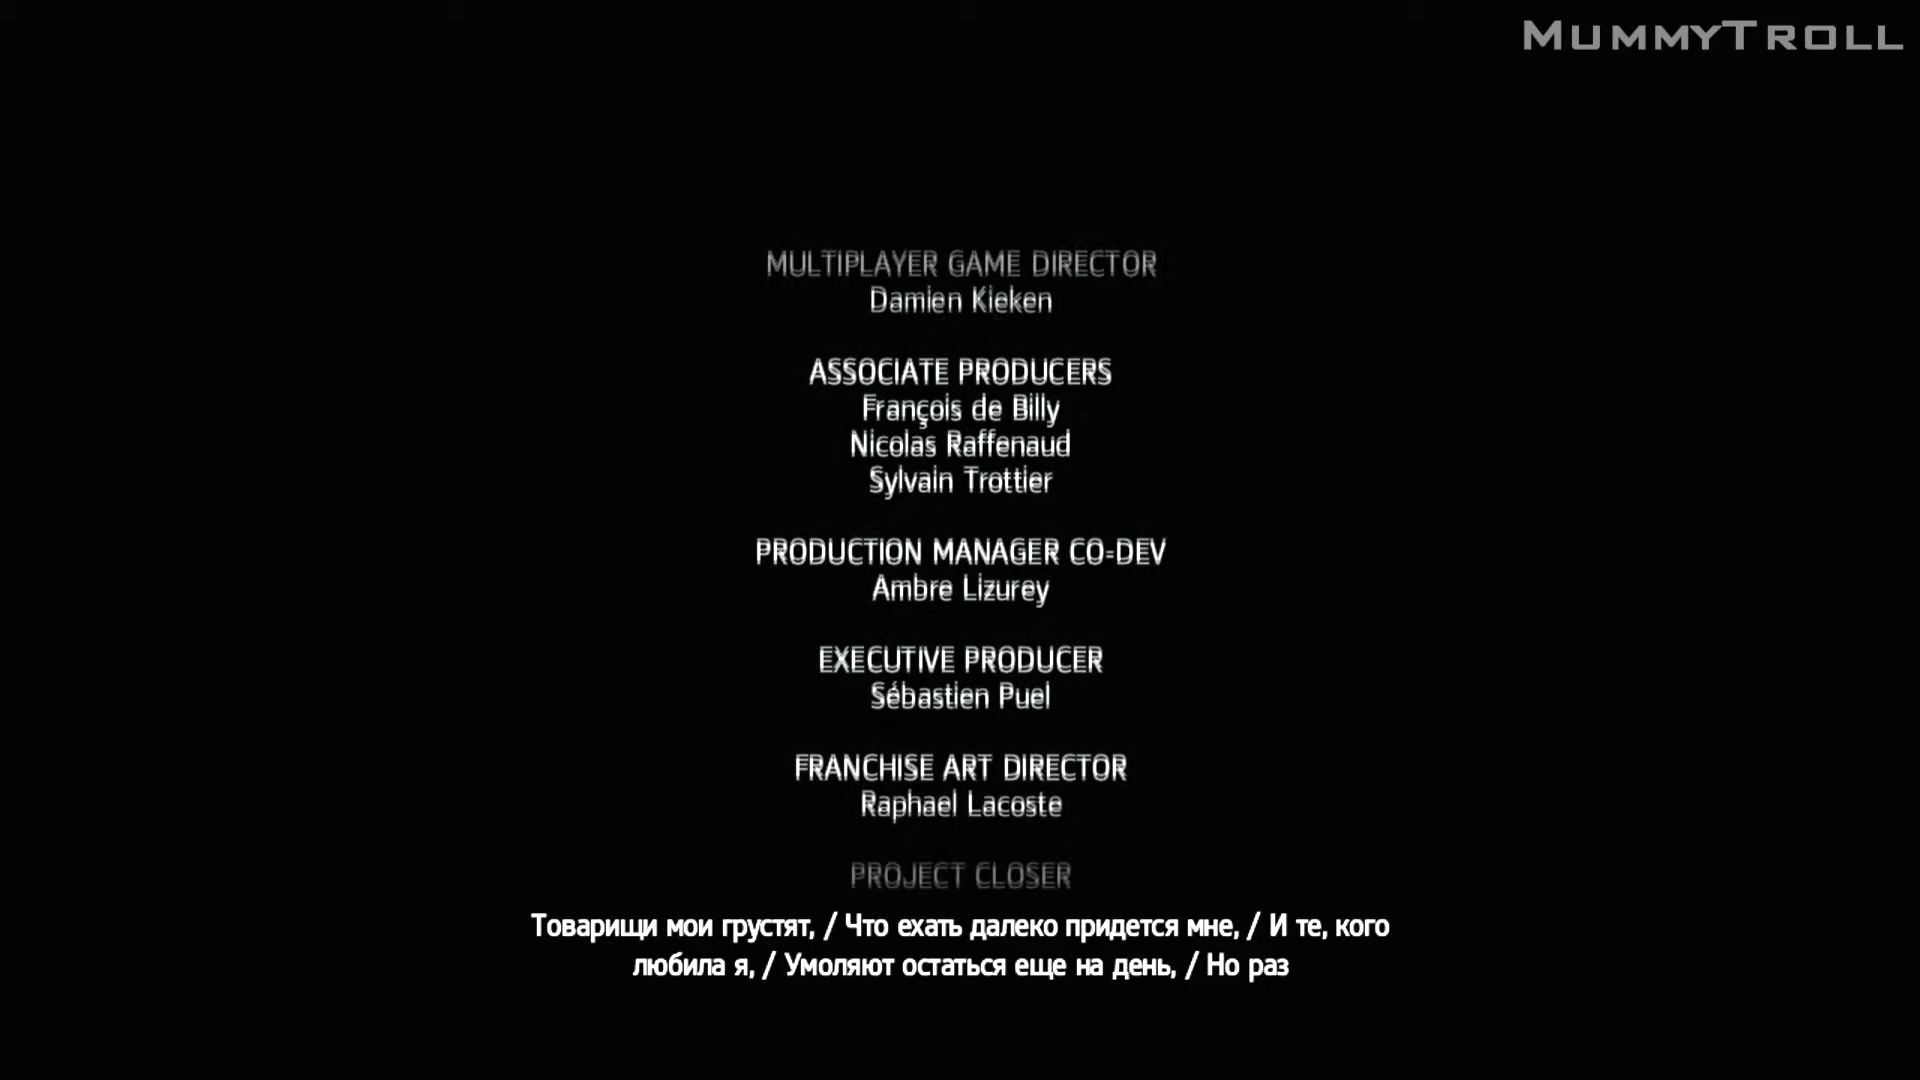 MUMMYTROLL
MULTIPLAYER GAME DIRECTOR
Damien Kieken
ASSOCIATE PRODUCERS
François de Billy
Nicolas Raffenaud
Sylvain Trottier
PRODUCTION MANAGER CO-DEV
Ambre Lizurey
EXECUTIVE PRODUCER
Sébastien Puel
FRANCHISE ART DIRECTOR
Raphael Lacoste
PROJECT CLOSER
Товарищи мои грустят, / Что ехать далеко придется мне, / И те, кого
любила я, / Умоляют остаться еще на день, / Но раз